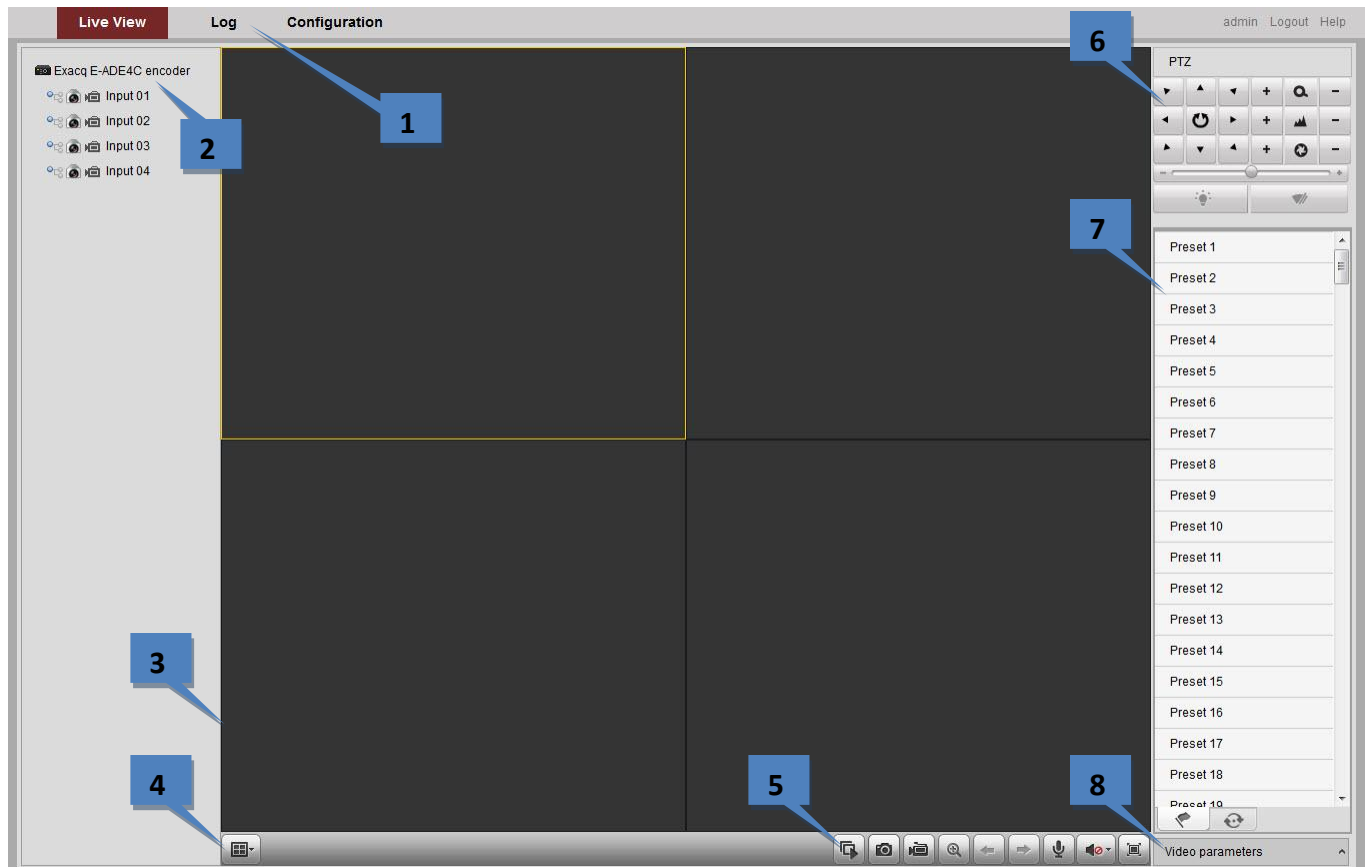 Live View Log Configuration admin Logout Help
6
PTZ
Exacq E-ADE4C encoder
Input 01
1
Input 02
2
Input 03
Input 04
7
Preset 1
Preset 2
Preset 3
Preset 4
Preset 5
Preset 6
Preset 7
Preset 8
Preset 9
Preset 10
Preset 11
Preset 12
Preset 13
Preset 14
3
Preset 15
Preset 16
Preset 17
Preset 18
4
5
8
Preset 19
Video parameters